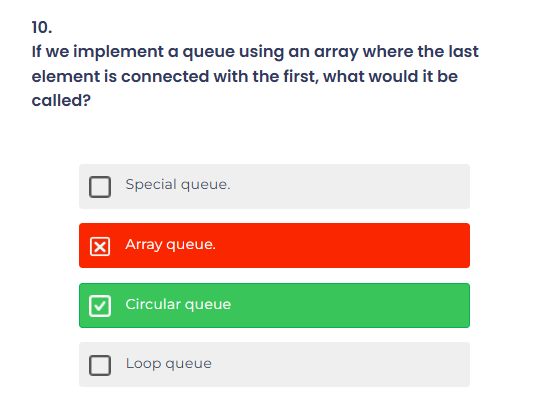 10.
If we implement a queue using an array where the last
element is connected with the first, what would it be
called?
Special queue.
Array queue.
Circular queue
Loop queue